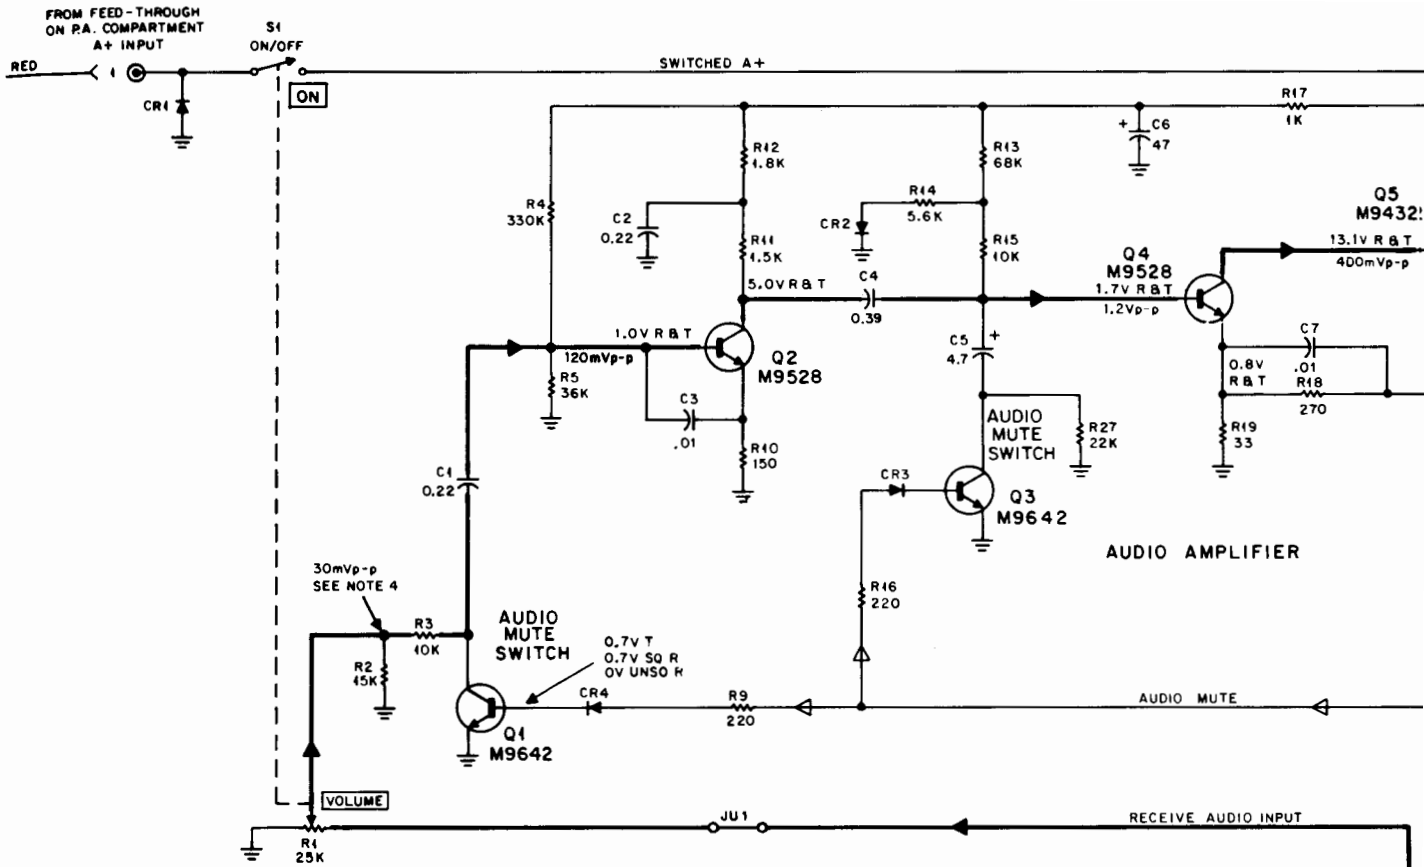 FROM FEED-THROUGH
ON P.A. COMPARTMENT
A+ INPUT
S1
ON/OFF
RED
1
SWITCHED A+
ON
CR1
R17
1K
+
C6
47
R12
1.8K
R13
68K
R4
330K
C2
0.22
R14
5.6K
CR2
R11
1.5K
R15
10K
Q5
M9432
13.1V R&T
400mVp-p
Q4
M9528
5.0V R&T
C4
0.39
1.7V R&T
1.2Vp-p
1.0V R&T
120mVp-p
Q2
M9528
C5
4.7
+
C7
.01
0.8V
R&T
R18
270
R5
36K
C3
.01
R10
150
AUDIO
MUTE
SWITCH
R27
22K
R19
33
C1
0.22
CR3
Q3
M9642
AUDIO AMPLIFIER
30mVp-p
SEE NOTE 4
R16
220
R3
10K
AUDIO
MUTE
SWITCH
0.7V T
0.7V SQ R
0V UNSQ R
R2
15K
CR4
R9
220
AUDIO MUTE
Q1
M9642
VOLUME
JU1
RECEIVE AUDIO INPUT
R1
25K